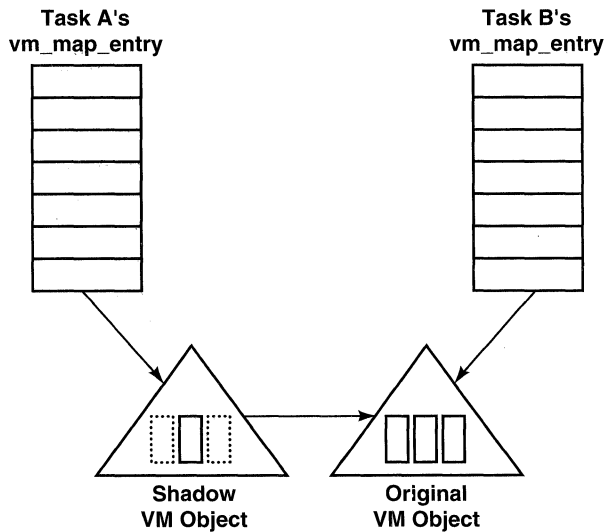 Task A's
vm_map_entry
Task B's
vm_map_entry
Shadow
VM Object
Original
VM Object